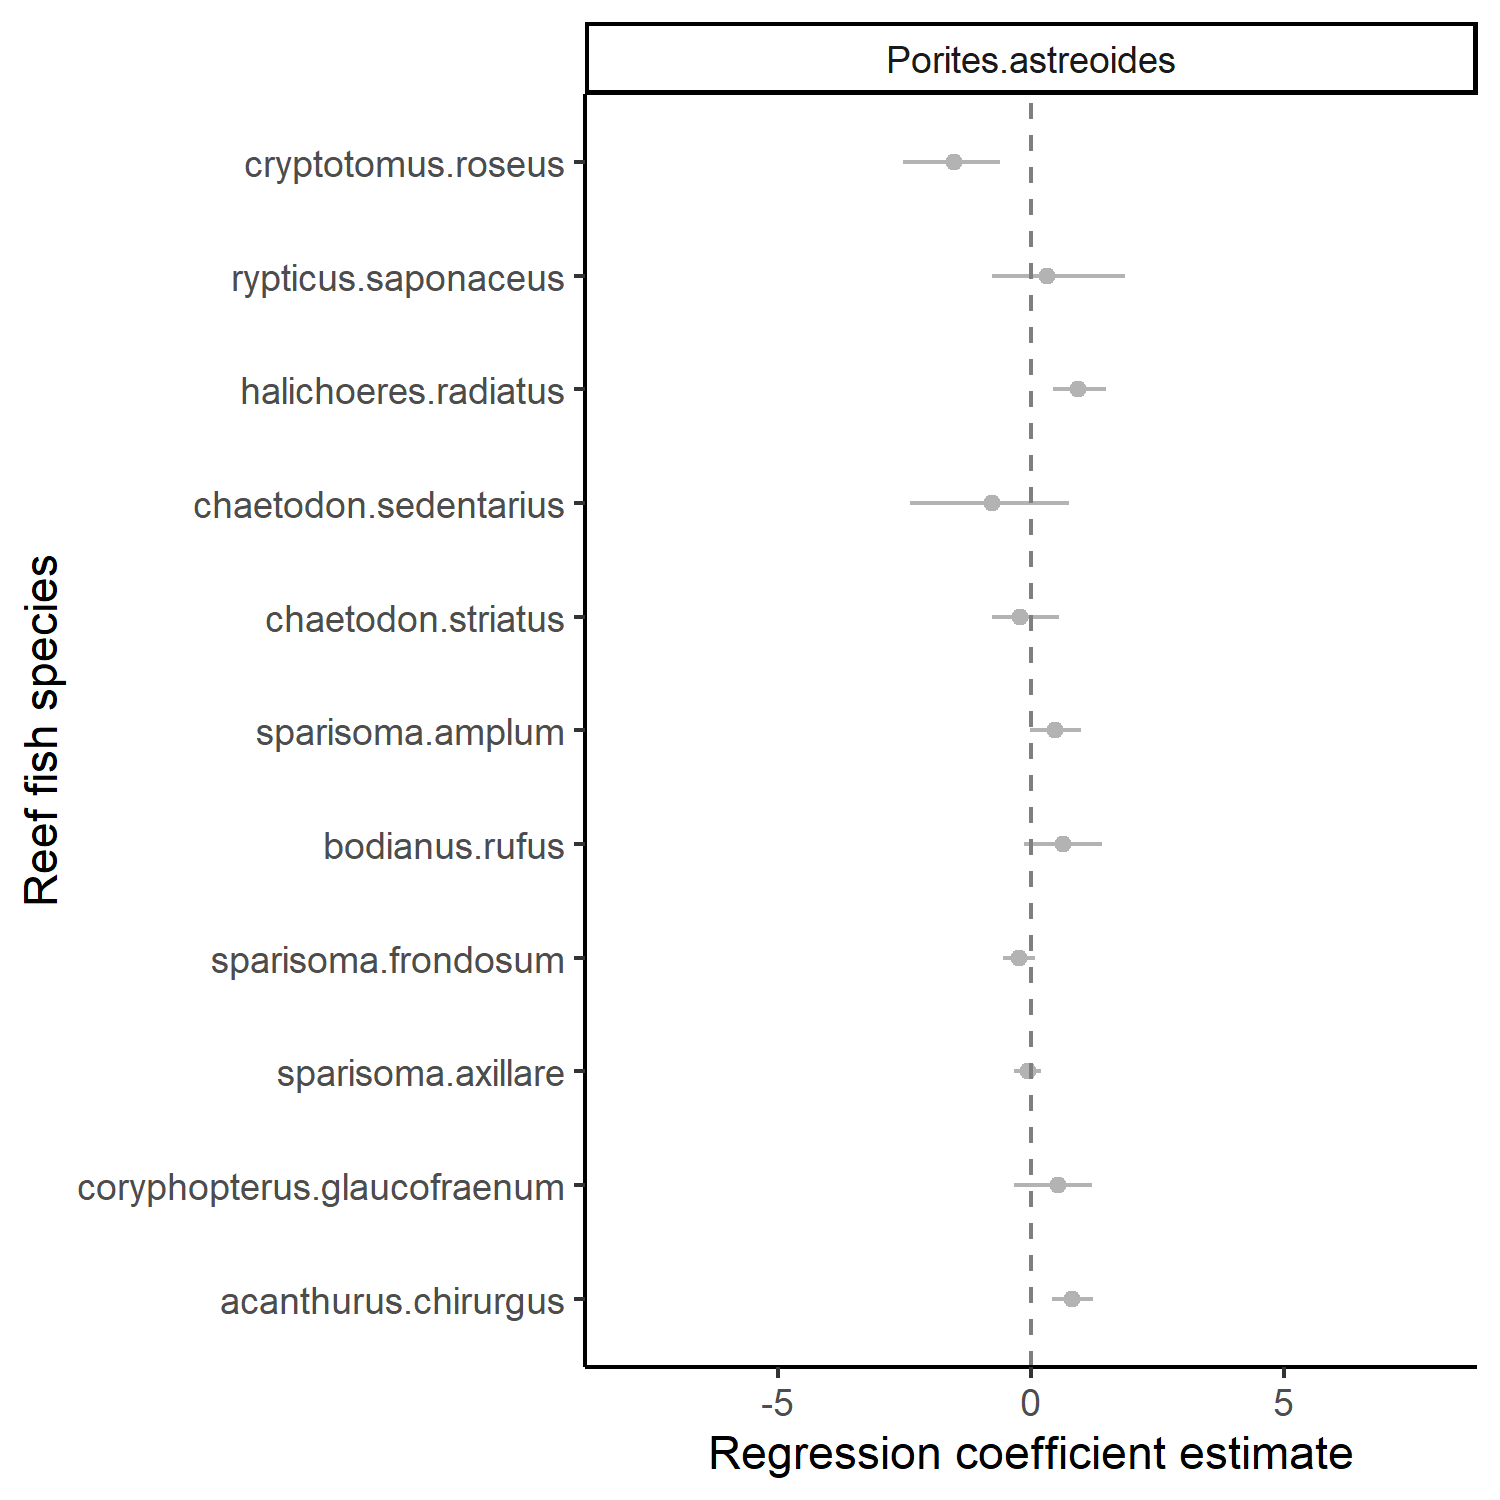 Porites.astreoides
cryptotomus.roseus
rypticus.saponaceus
halichoeres.radiatus
chaetodon.sedentarius
chaetodon.striatus
sparisoma.amplum
bodianus.rufus
sparisoma.frondosum
sparisoma.axillare
coryphopterus.glaucofraenum
acanthurus.chirurgus
Reef fish species
-5 0 5
Regression coefficient estimate